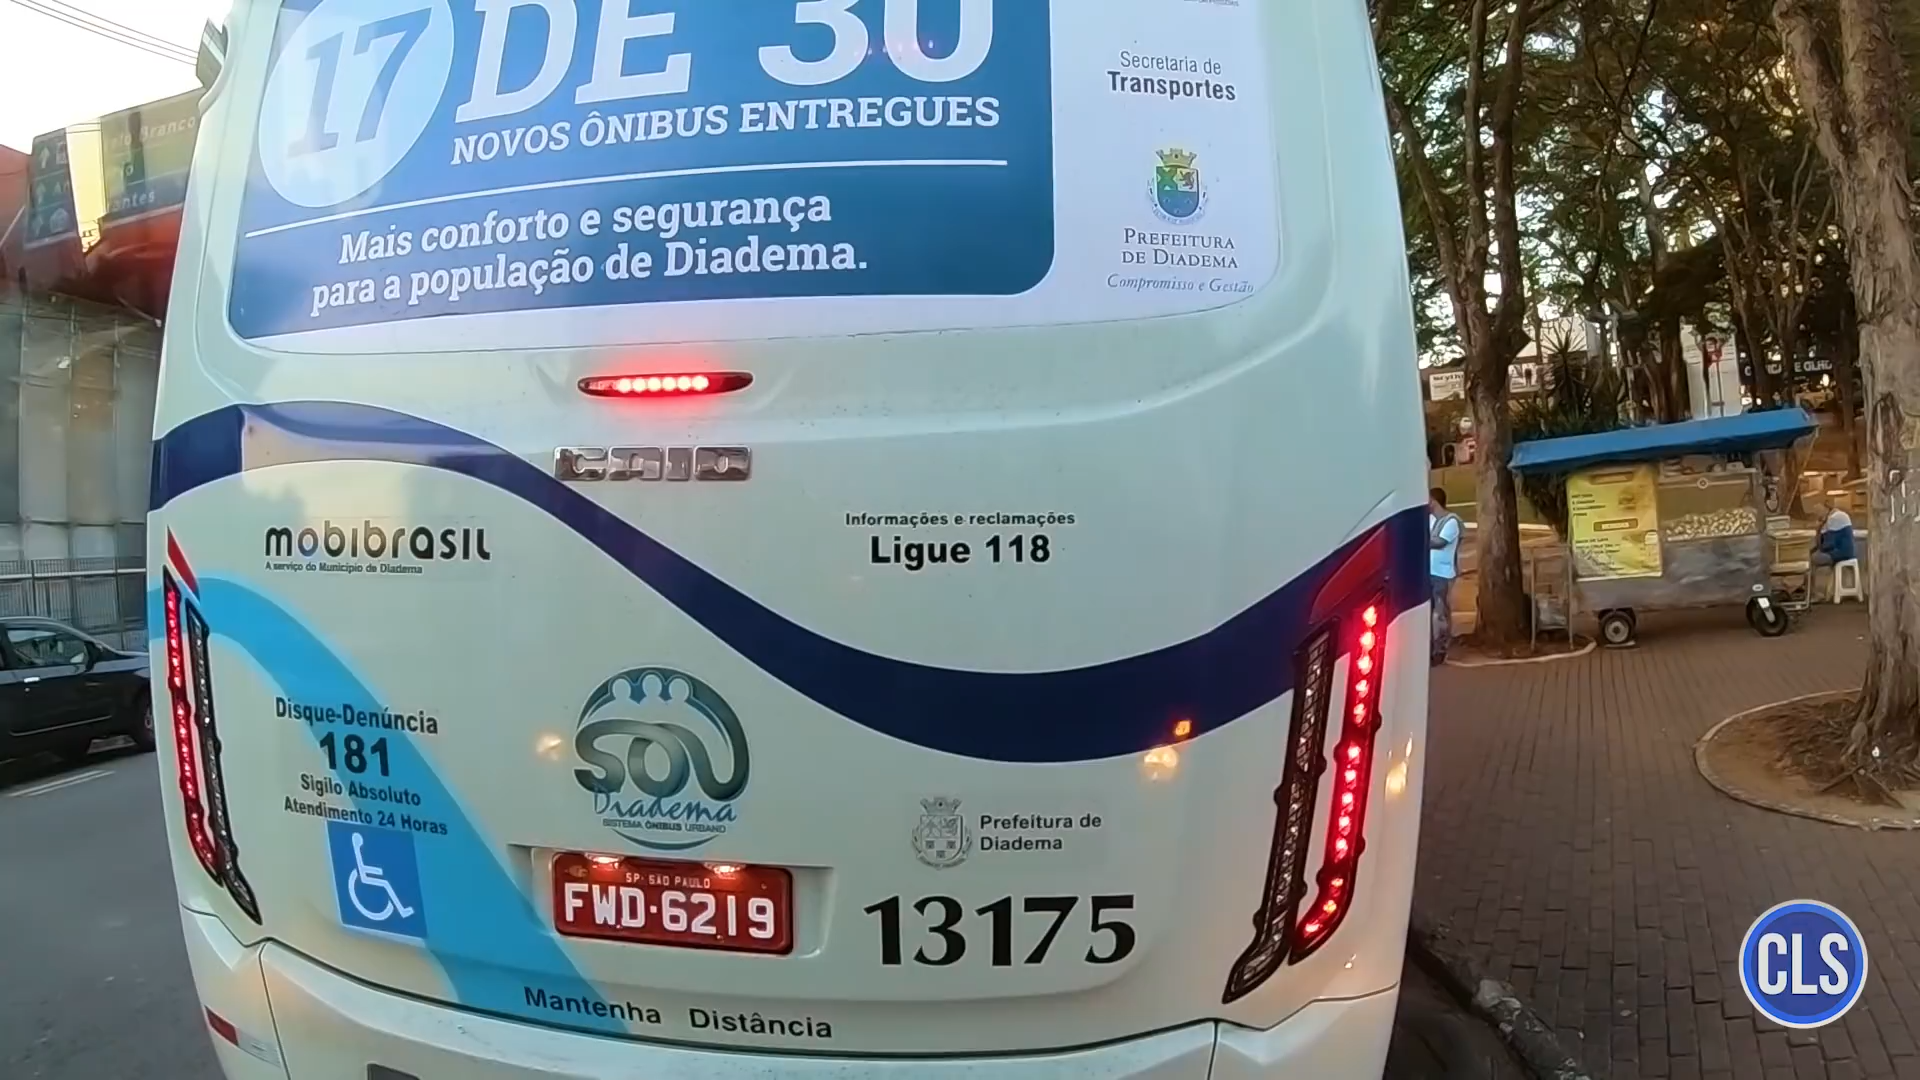 17 DE 30
NOVOS ÔNIBUS ENTREGUES
Mais conforto e segurança
para a população de Diadema.
Secretaria de
Transportes
PREFEITURA
DE DIADEMA
Compromisso e Gestão
Branco
CAIO
mobibrasil
A serviço do Município de Diadema
Informações e reclamações
Ligue 118
Disque-Denúncia
181
Sigilo Absoluto
Atendimento 24 Horas
SOU
Diadema
SISTEMA ÔNIBUS URBANO
Prefeitura de
Diadema
SP - SÃO PAULO
FWD·6219
13175
Mantenha Distância
CLS